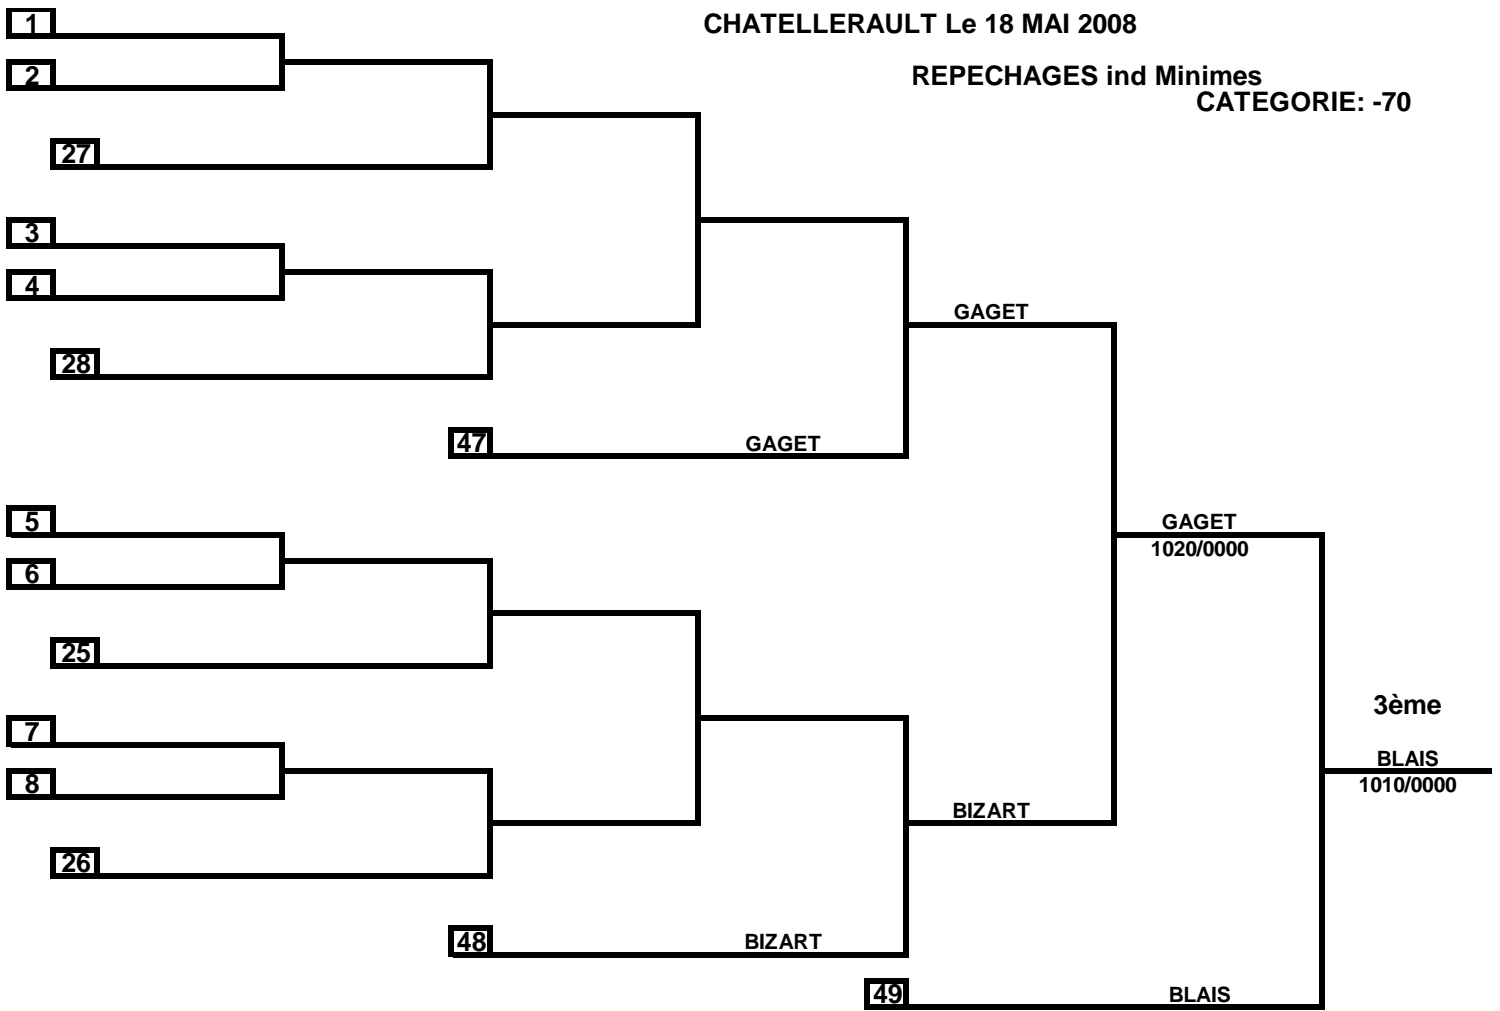 1
CHATELLERAULT Le 18 MAI 2008
2
REPECHAGES ind Minimes
CATEGORIE: -70
27
3
4
GAGET
28
47
GAGET
5
GAGET
1020/0000
6
25
3ème
7
BLAIS
8
1010/0000
BIZART
26
48
BIZART
49
BLAIS